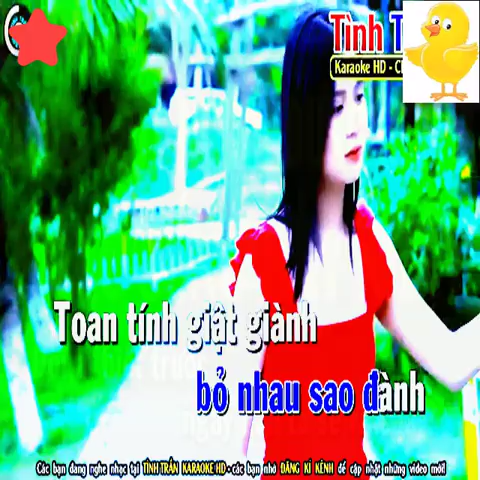 Tình T
Karaoke HD - C
Toan tính giật giành
bỏ nhau sao đành
Các bạn đang nghe nhạc tại TÌNH TRẦN KARAOKE HD - các bạn nhớ ĐĂNG KÍ KÊNH để cập nhật những video mới!